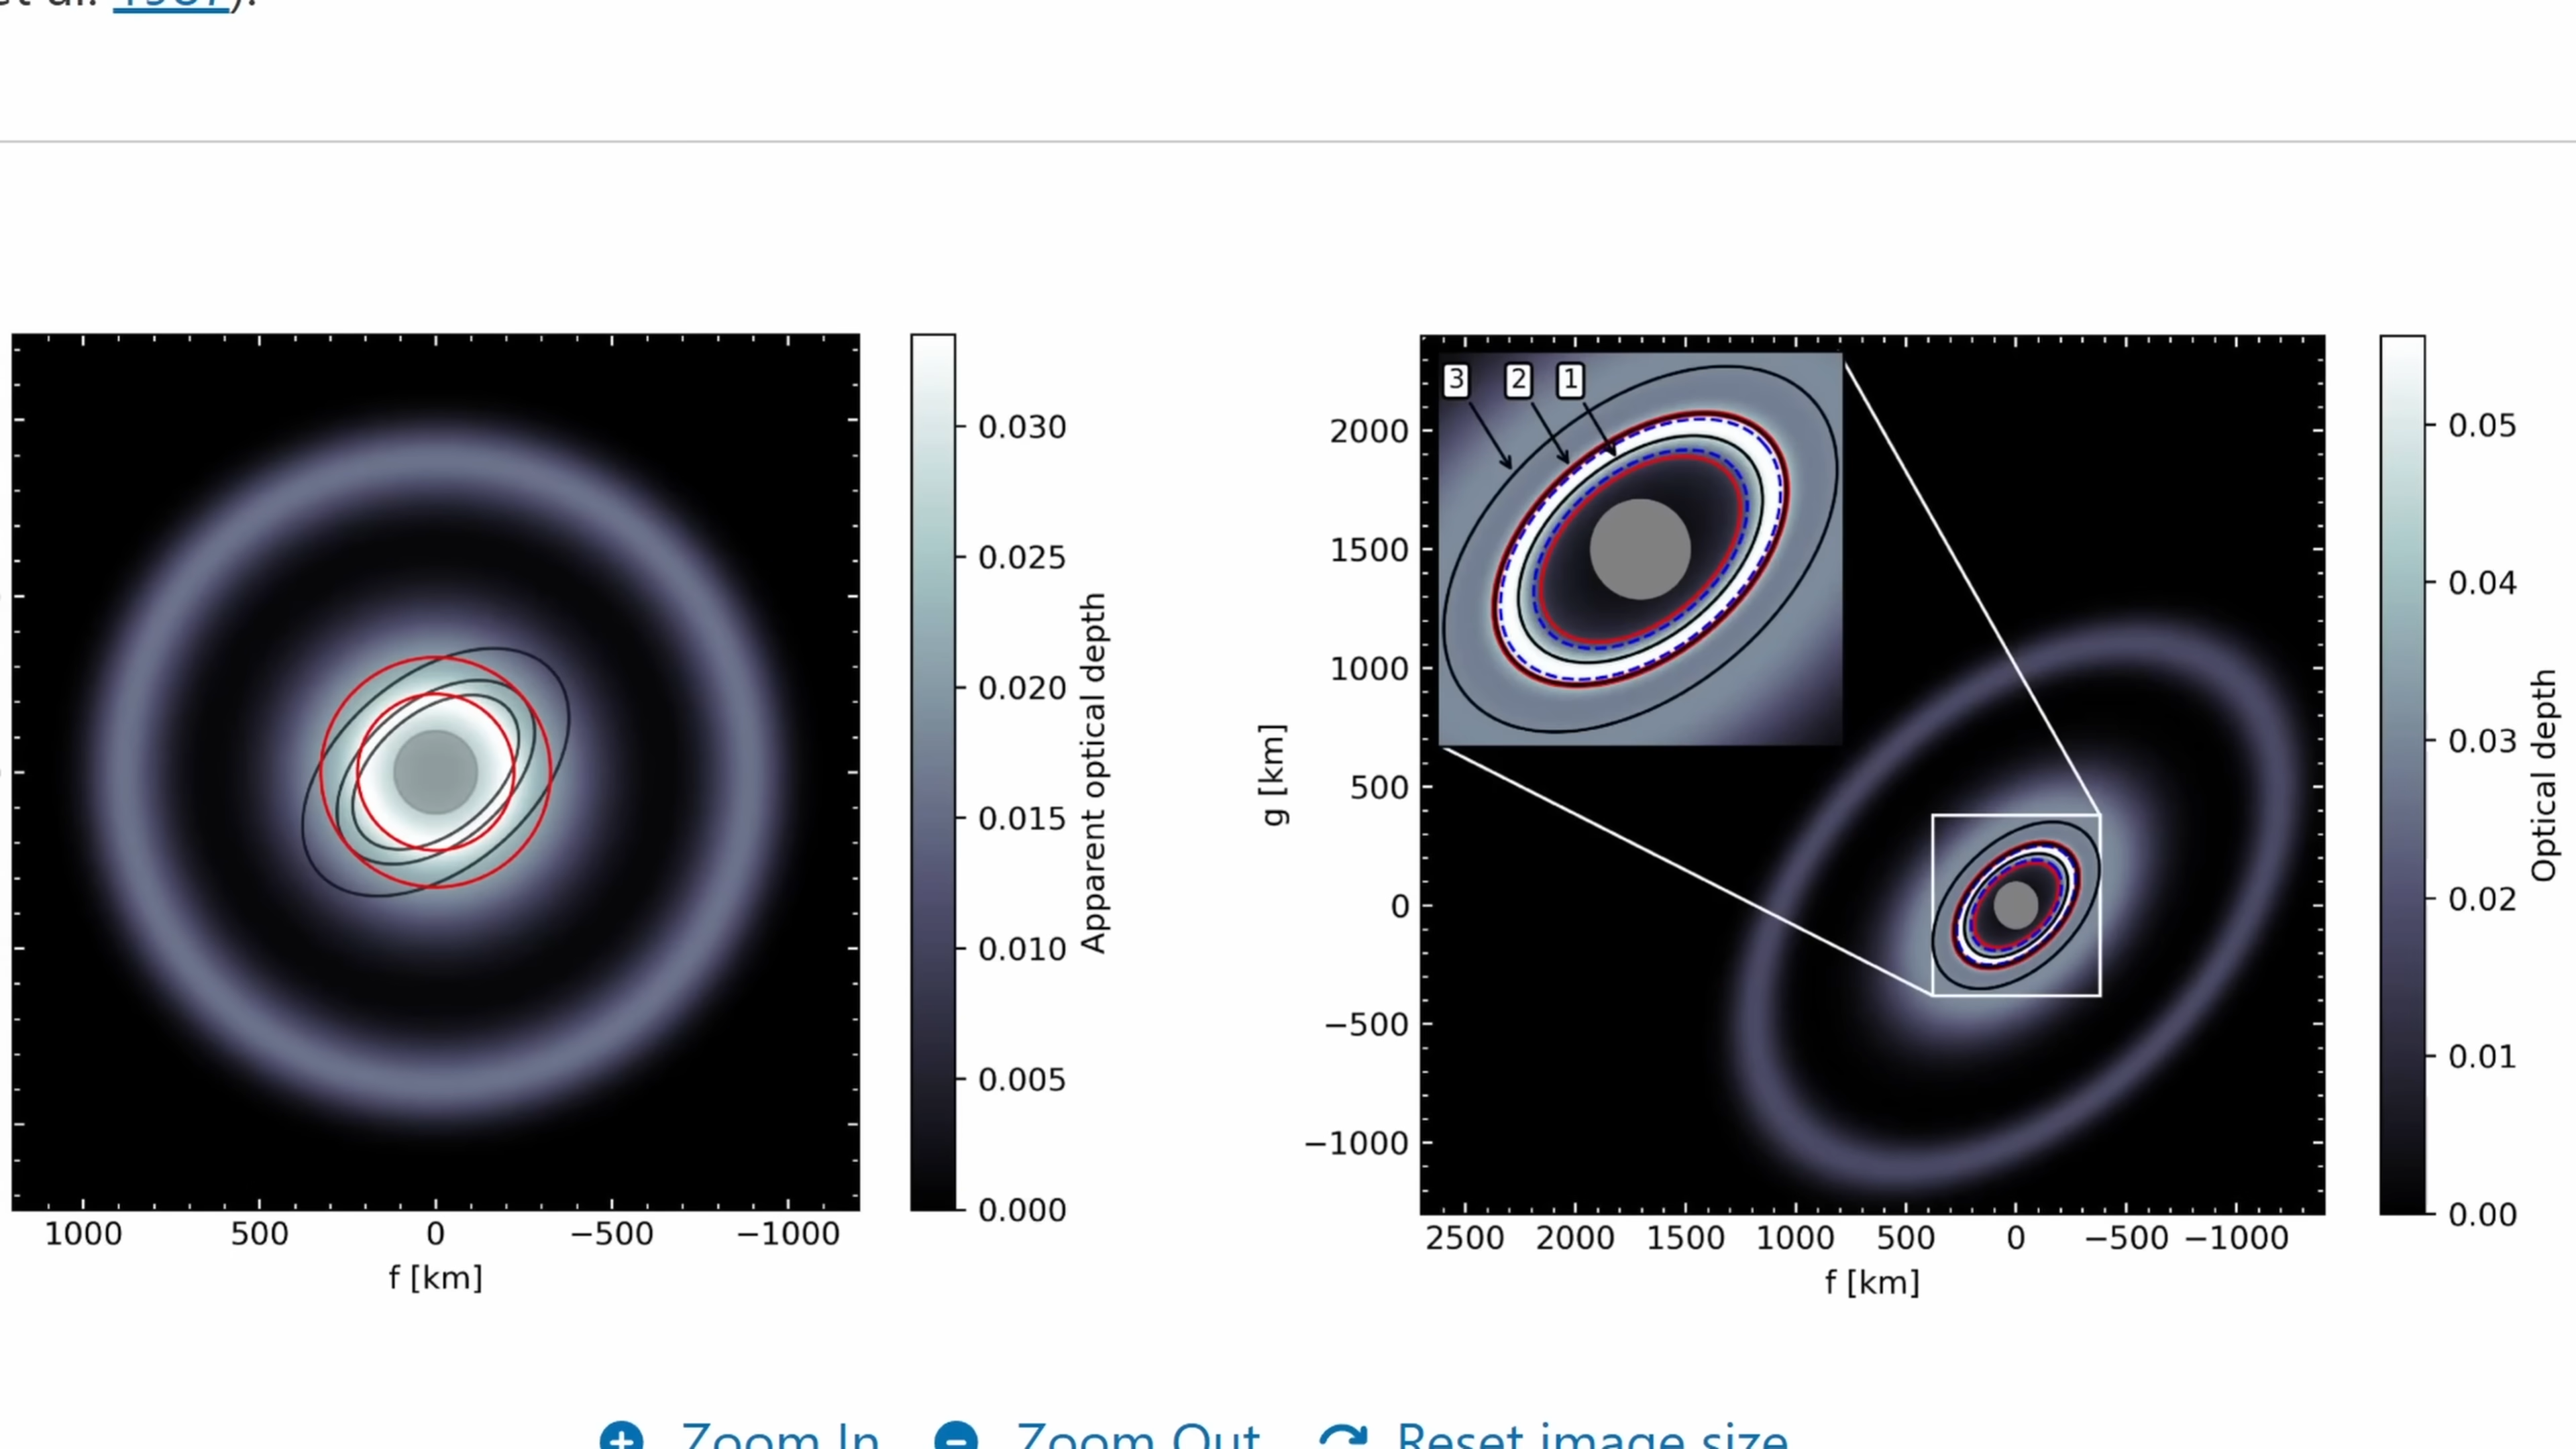 et al. 1987).
0.030
0.025
0.020
0.015
0.010
0.005
0.000
Apparent optical depth
1000 500 0 −500 −1000
f [km]
3 2 1
2000
1500
1000
500
0
−500
−1000
g [km]
2500 2000 1500 1000 500 0 −500 −1000
f [km]
0.05
0.04
0.03
0.02
0.01
0.00
Optical depth
Zoom In Zoom Out Reset image size